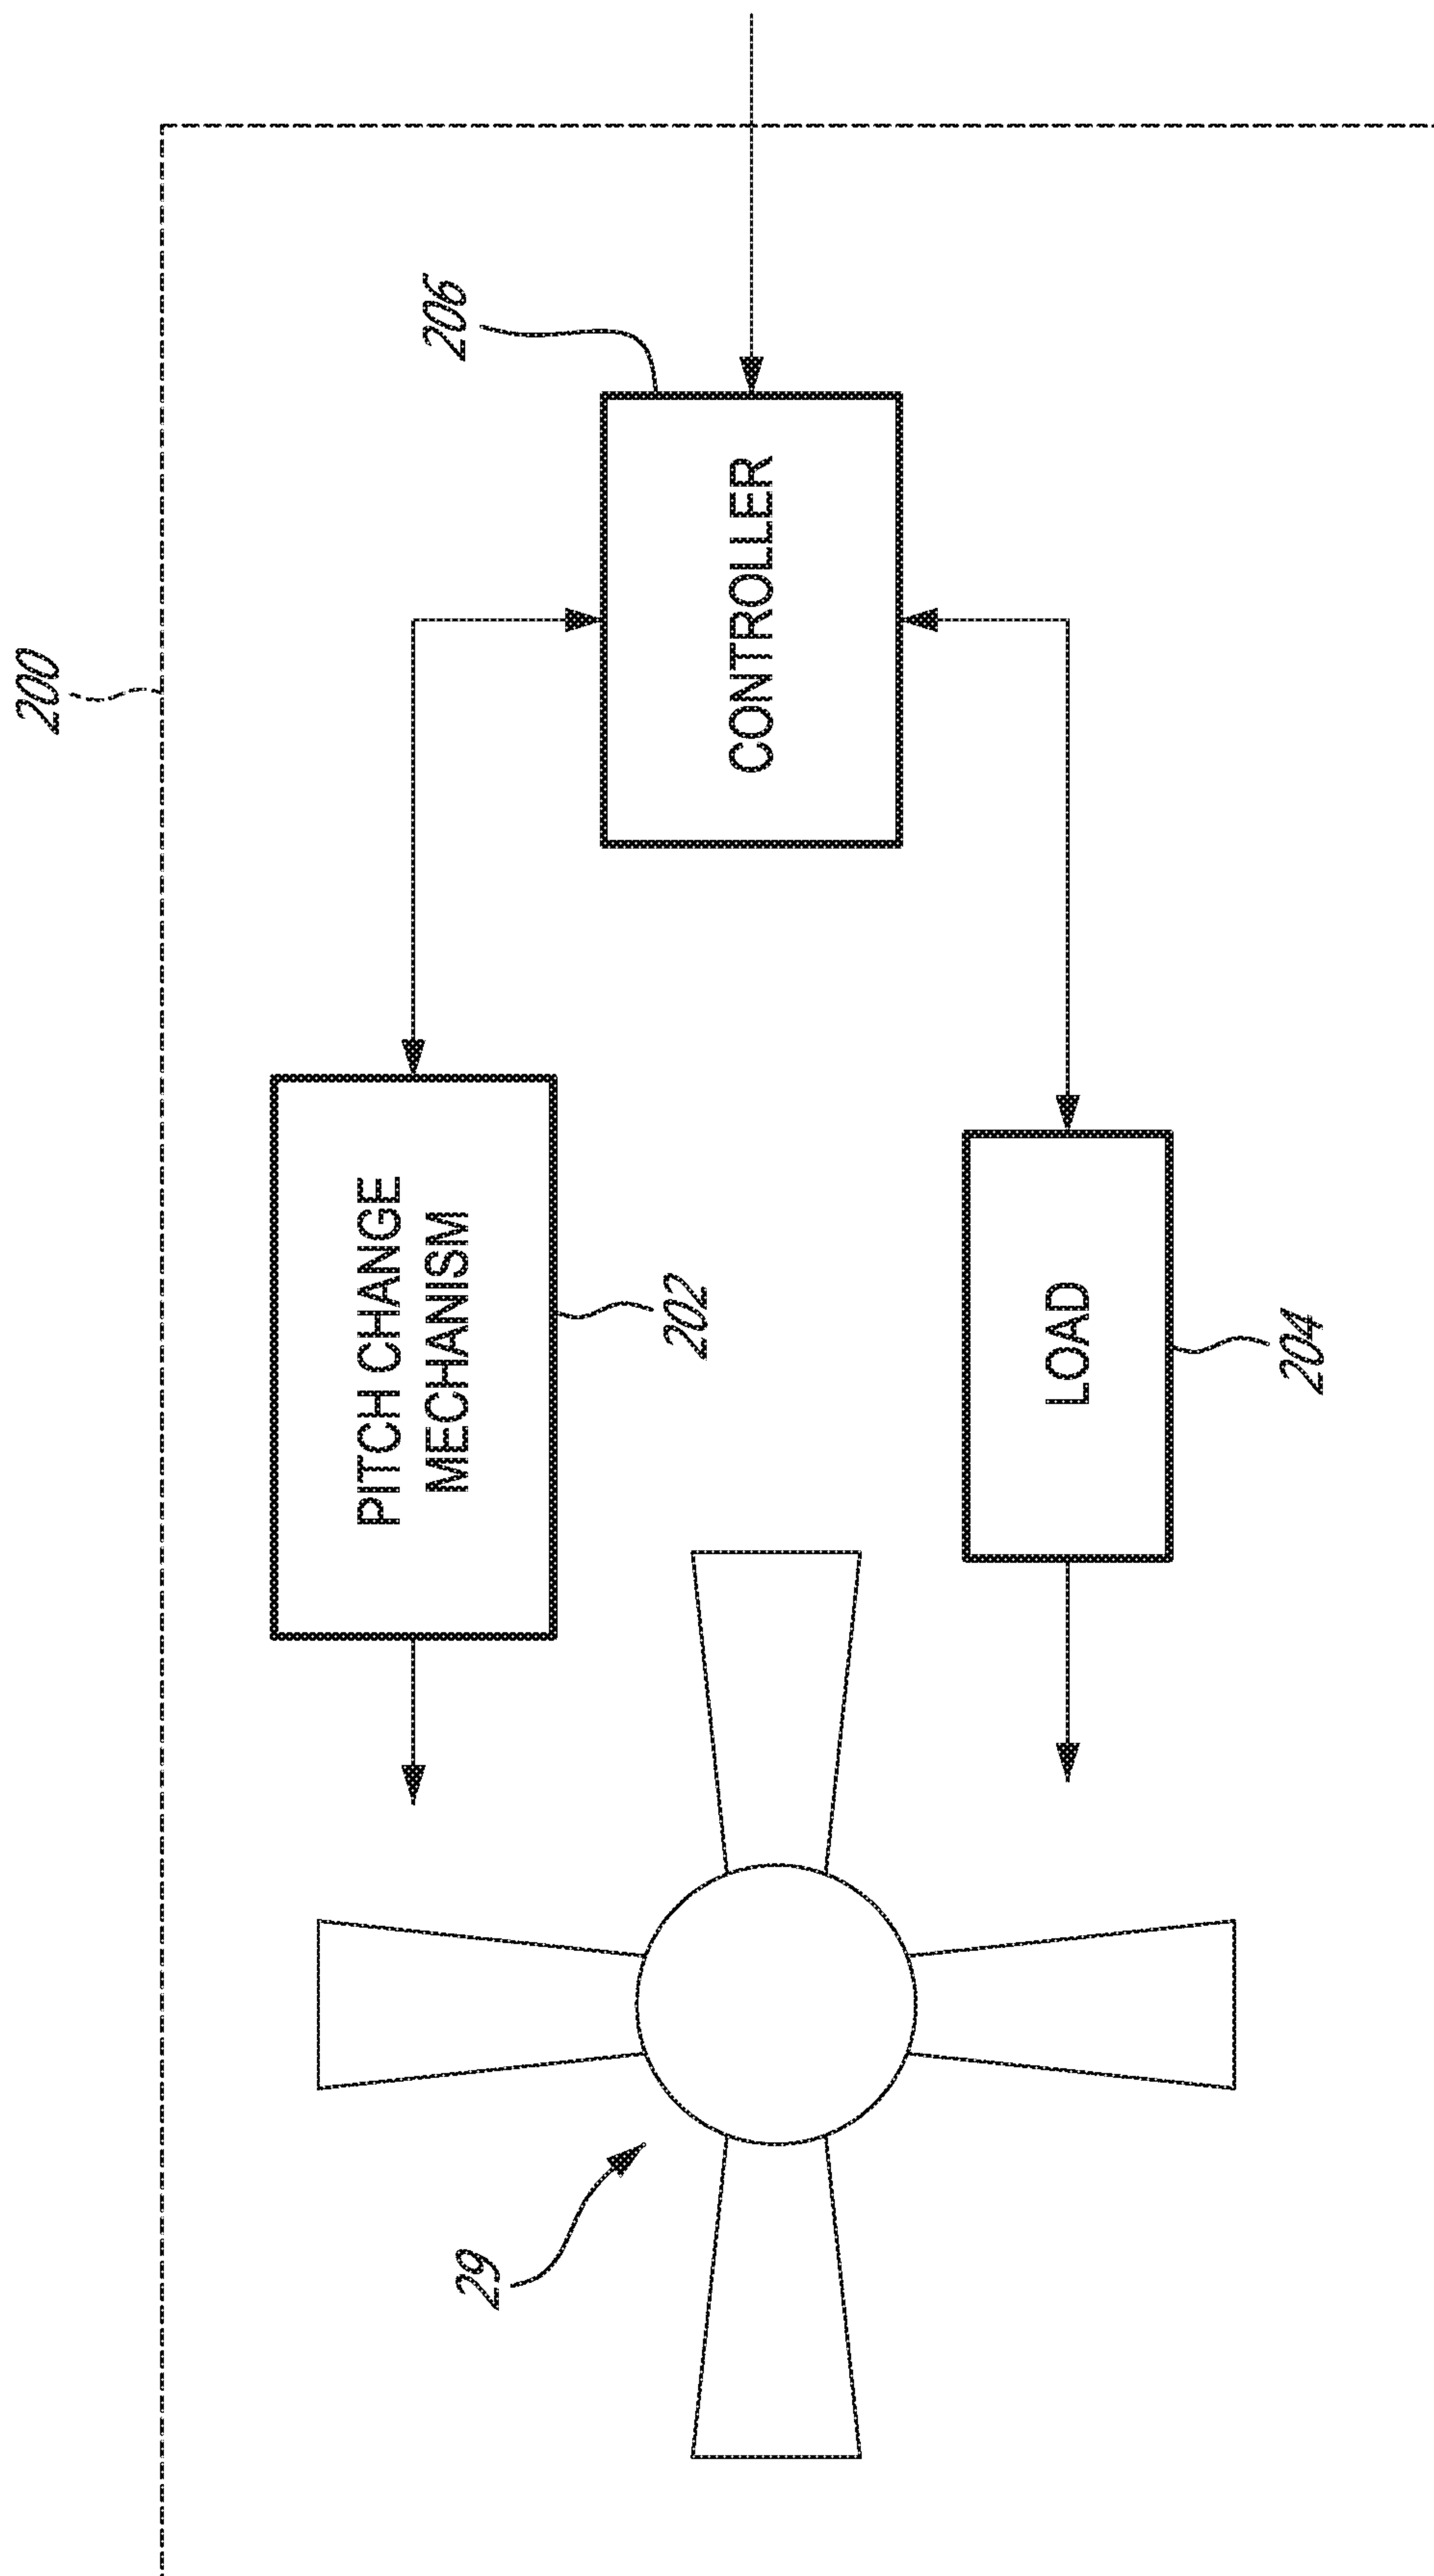 200
206
CONTROLLER
PITCH CHANGE
MECHANISM
202
LOAD
204
29